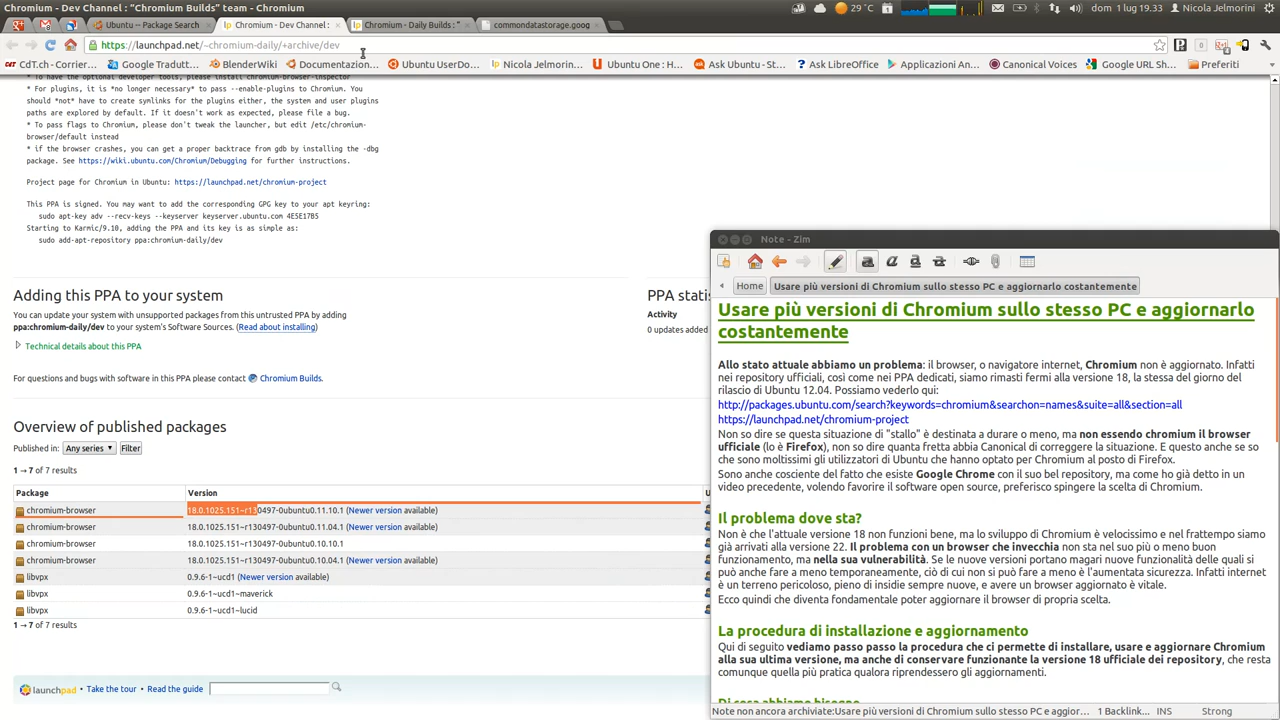 Chromium - Dev Channel : "Chromium Builds" team - Chromium
29°C
dom 1 lug 19.33
Nicola Jelmorini
Ubuntu -- Package Search
Chromium - Dev Channel :
Chromium - Daily Builds : "
commondatastorage.goog
https://launchpad.net/~chromium-daily/+archive/dev
CdT.ch - Corrier...
Google Tradutt...
BlenderWiki
Documentazion...
Ubuntu UserDo...
Nicola Jelmorin...
Ubuntu One : H...
Ask Ubuntu - St...
Ask LibreOffice
Applicazioni An...
Canonical Voices
Google URL Sh...
Preferiti
* To have the optional developer tools, please install chromium-browser-inspector
* For plugins, it is *no longer necessary* to pass --enable-plugins to Chromium. You
should *not* have to create symlinks for the plugins either, the system and user plugins
paths are explored by default. If it doesn't work as expected, please file a bug.
* To pass flags to Chromium, please don't tweak the launcher, but edit /etc/chromium-
browser/default instead
* if the browser crashes, you can get a proper backtrace from gdb by installing the -dbg
package. See https://wiki.ubuntu.com/Chromium/Debugging for further instructions.
Project page for Chromium in Ubuntu: https://launchpad.net/chromium-project
This PPA is signed. You may want to add the corresponding GPG key to your apt keyring:
sudo apt-key adv --recv-keys --keyserver keyserver.ubuntu.com 4E5E17B5
Starting to Karmic/9.10, adding the PPA and its key is as simple as:
sudo add-apt-repository ppa:chromium-daily/dev
Adding this PPA to your system
You can update your system with unsupported packages from this untrusted PPA by adding
ppa:chromium-daily/dev to your system's Software Sources. (Read about installing)
Technical details about this PPA
For questions and bugs with software in this PPA please contact Chromium Builds.
PPA stati
Activity
0 updates added
Overview of published packages
Published in: Any series Filter
1 → 7 of 7 results
Package Version U
chromium-browser 18.0.1025.151~r130497-0ubuntu0.11.10.1 (Newer version available)
chromium-browser 18.0.1025.151~r130497-0ubuntu0.11.04.1 (Newer version available)
chromium-browser 18.0.1025.151~r130497-0ubuntu0.10.10.1
chromium-browser 18.0.1025.151~r130497-0ubuntu0.10.04.1 (Newer version available)
libvpx 0.9.6-1~ucd1 (Newer version available)
libvpx 0.9.6-1~ucd1~maverick
libvpx 0.9.6-1~ucd1~lucid
1 → 7 of 7 results
launchpad • Take the tour • Read the guide
Note - Zim
Home
Usare più versioni di Chromium sullo stesso PC e aggiornarlo costantemente
Usare più versioni di Chromium sullo stesso PC e aggiornarlo
costantemente
Allo stato attuale abbiamo un problema: il browser, o navigatore internet, Chromium non è aggiornato. Infatti
nei repository ufficiali, così come nei PPA dedicati, siamo rimasti fermi alla versione 18, la stessa del giorno del
rilascio di Ubuntu 12.04. Possiamo vederlo qui:
http://packages.ubuntu.com/search?keywords=chromium&searchon=names&suite=all&section=all
https://launchpad.net/chromium-project
Non so dire se questa situazione di "stallo" è destinata a durare o meno, ma non essendo chromium il browser
ufficiale (lo è Firefox), non so dire quanta fretta abbia Canonical di correggere la situazione. E questo anche se so
che sono moltissimi gli utilizzatori di Ubuntu che hanno optato per Chromium al posto di Firefox.
Sono anche cosciente del fatto che esiste Google Chrome con il suo bel repository, ma come ho già detto in un
video precedente, volendo favorire il software open source, preferisco spingere la scelta di Chromium.
Il problema dove sta?
Non è che l'attuale versione 18 non funzioni bene, ma lo sviluppo di Chromium è velocissimo e nel frattempo siamo
già arrivati alla versione 22. Il problema con un browser che invecchia non sta nel suo più o meno buon
funzionamento, ma nella sua vulnerabilità. Se le nuove versioni portano magari nuove funzionalità delle quali si
può anche fare a meno temporaneamente, ciò di cui non si può fare a meno è l'aumentata sicurezza. Infatti internet
è un terreno pericoloso, pieno di insidie sempre nuove, e avere un browser aggiornato è vitale.
Ecco quindi che diventa fondamentale poter aggiornare il browser di propria scelta.
La procedura di installazione e aggiornamento
Qui di seguito vediamo passo passo la procedura che ci permette di installare, usare e aggiornare Chromium
alla sua ultima versione, ma anche di conservare funzionante la versione 18 ufficiale dei repository, che resta
comunque quella più pratica qualora riprendessero gli aggiornamenti.
Di cosa abbiamo bisogno
Note non ancora archiviate:Usare più versioni di Chromium sullo stesso PC e aggior...
1 Backlink...
INS
Strong